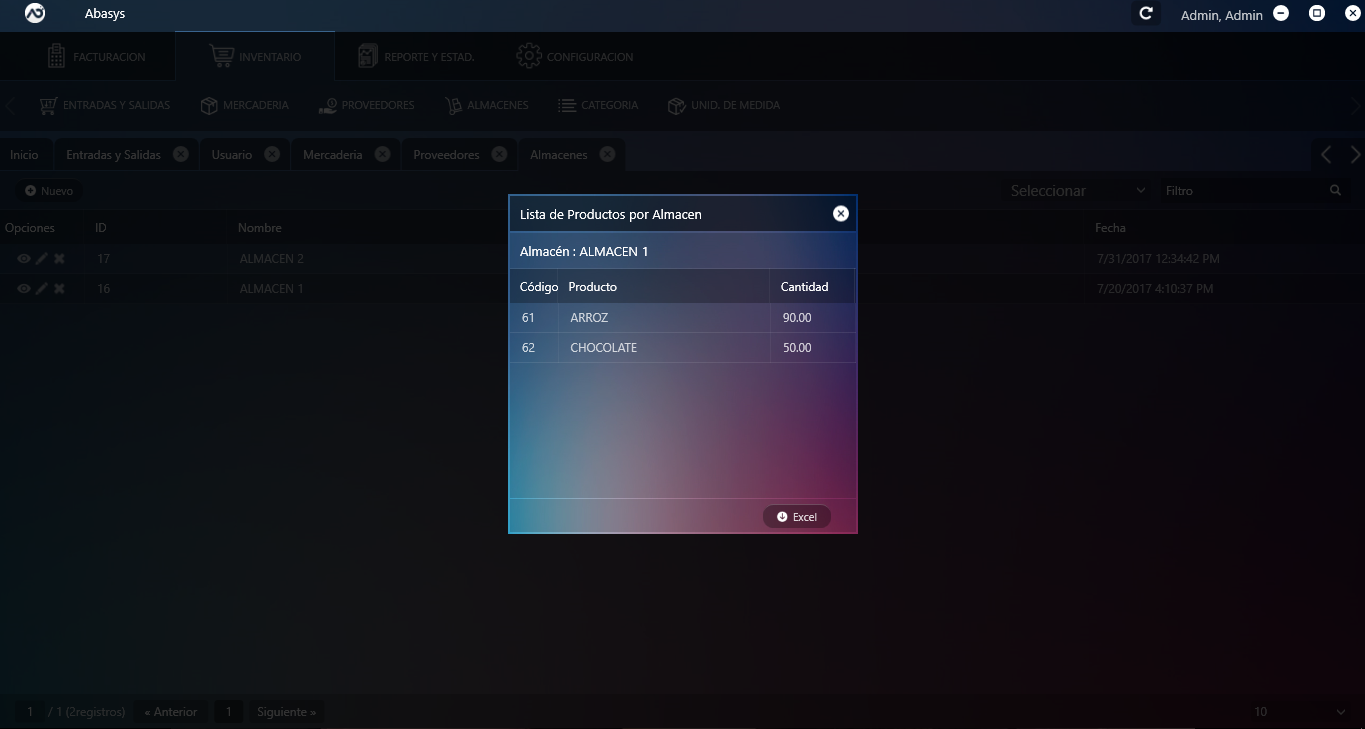 Abasys
Admin, Admin
FACTURACION INVENTARIO REPORTE Y ESTAD. CONFIGURACION
ENTRADAS Y SALIDAS MERCADERIA PROVEEDORES ALMACENES CATEGORIA UNID. DE MEDIDA
Inicio Entradas y Salidas Usuario Mercaderia Proveedores Almacenes
Nuevo Seleccionar Filtro
Opciones ID Nombre Fecha
17 ALMACEN 2 7/31/2017 12:34:42 PM
16 ALMACEN 1 7/20/2017 4:10:37 PM
Lista de Productos por Almacen
Almacén : ALMACEN 1
Código Producto Cantidad
61 ARROZ 90.00
62 CHOCOLATE 50.00
Excel
1 / 1 (2registros) « Anterior 1 Siguiente » 10